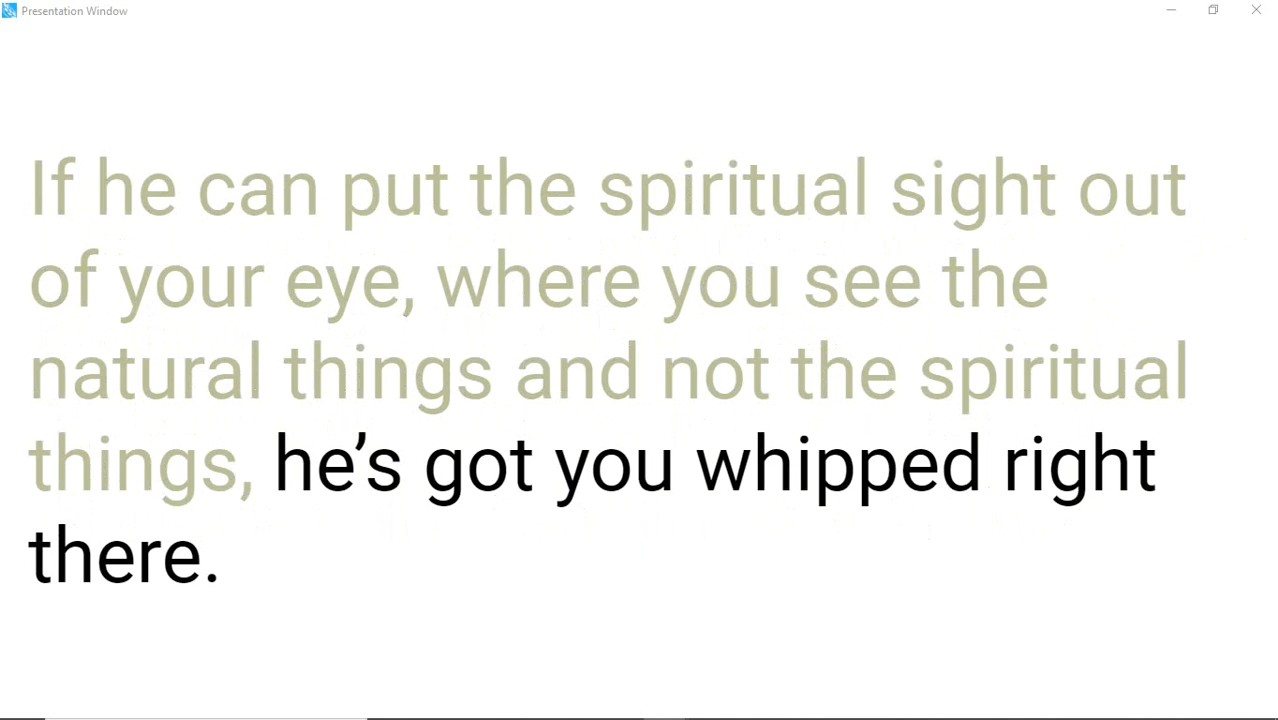 Presentation Window
If he can put the spiritual sight out
of your eye, where you see the
natural things and not the spiritual
things, he’s got you whipped right
there.